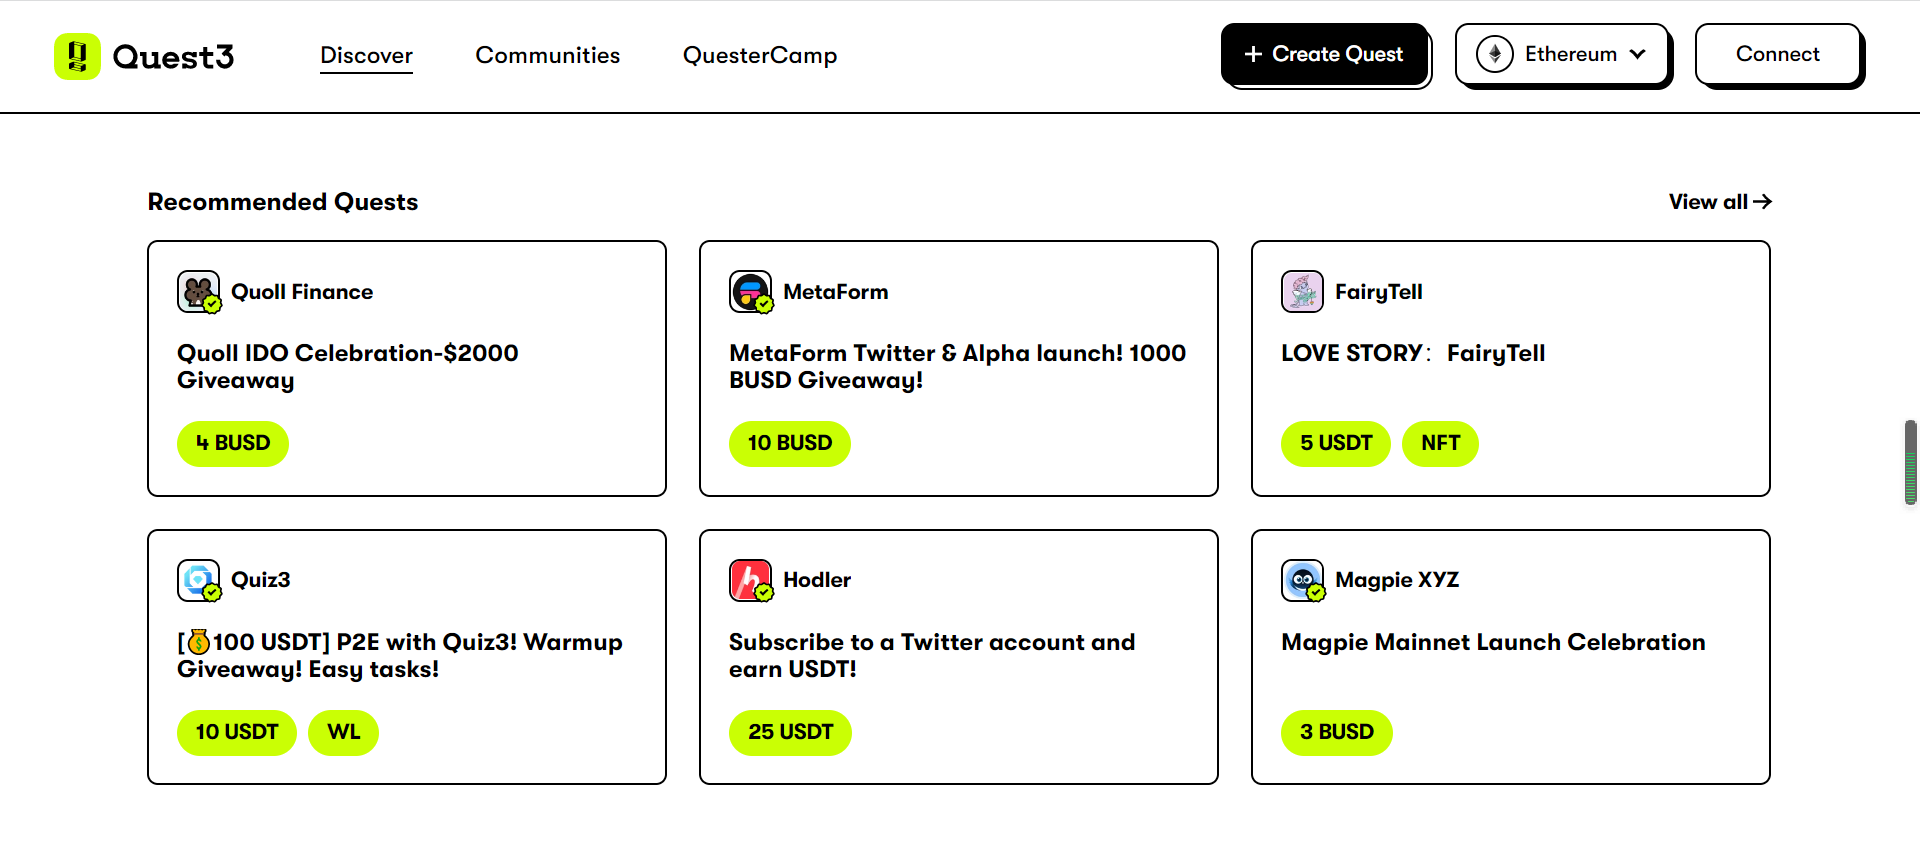 Quest3
Discover
Communities
QuesterCamp
+ Create Quest
Ethereum
Connect
Recommended Quests
View all →
Quoll Finance
Quoll IDO Celebration-$2000
Giveaway
4 BUSD
MetaForm
MetaForm Twitter & Alpha launch! 1000
BUSD Giveaway!
10 BUSD
FairyTell
LOVE STORY： FairyTell
5 USDT
NFT
Quiz3
[💰100 USDT] P2E with Quiz3! Warmup
Giveaway! Easy tasks!
10 USDT
WL
Hodler
Subscribe to a Twitter account and
earn USDT!
25 USDT
Magpie XYZ
Magpie Mainnet Launch Celebration
3 BUSD